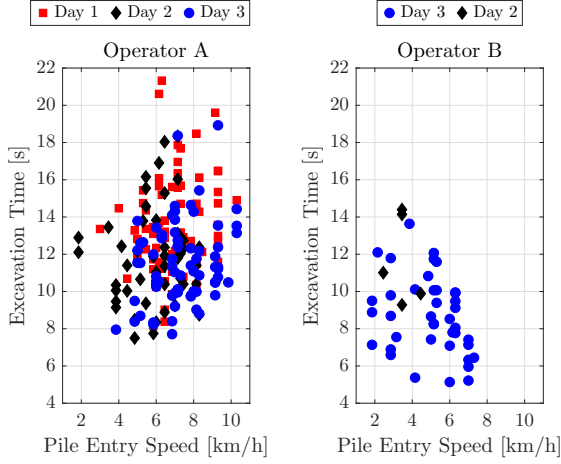 Day 1 Day 2 Day 3
Day 3 Day 2
Operator A
Operator B
Excavation Time [s]
22
20
18
16
14
12
10
8
6
4
2 4 6 8 10
Pile Entry Speed [km/h]
Excavation Time [s]
22
20
18
16
14
12
10
8
6
4
2 4 6 8 10
Pile Entry Speed [km/h]